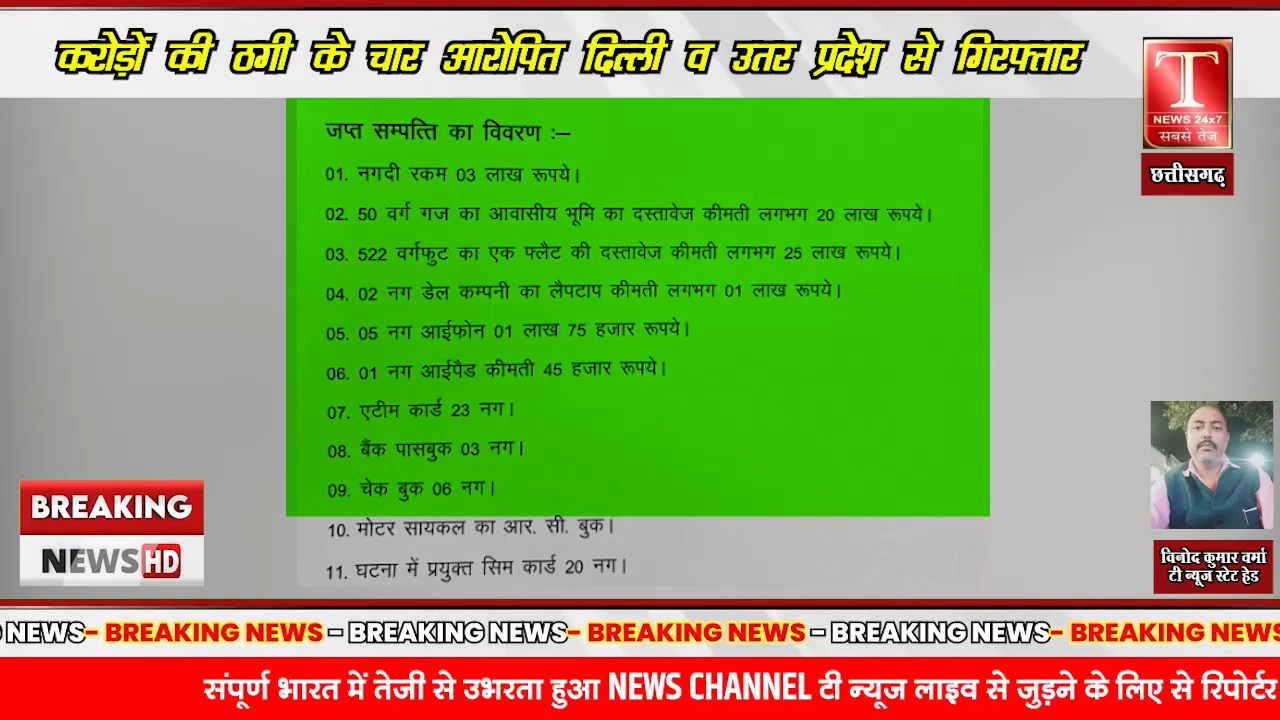 करोड़ों की ठगी के चार आरोपित दिल्ली व उतर प्रदेश से गिरफ्तार
T
NEWS 24x7
सबसे तेज
छत्तीसगढ़
जप्त सम्पत्ति का विवरण :–
01. नगदी रकम 03 लाख रूपये।
02. 50 वर्ग गज का आवासीय भूमि का दस्तावेज कीमती लगभग 20 लाख रूपये।
03. 522 वर्गफुट का एक फ्लैट की दस्तावेज कीमती लगभग 25 लाख रूपये।
04. 02 नग डेल कम्पनी का लैपटाप कीमती लगभग 01 लाख रूपये।
05. 05 नग आईफोन 01 लाख 75 हजार रूपये।
06. 01 नग आईपैड कीमती 45 हजार रूपये।
07. एटीम कार्ड 23 नग।
08. बैंक पासबुक 03 नग।
09. चेक बुक 06 नग।
10. मोटर सायकल का आर. सी. बुक।
11. घटना में प्रयुक्त सिम कार्ड 20 नग।
BREAKING
NEWS HD
विनोद कुमार वर्मा
टी न्यूज स्टेट हेड
NEWS– BREAKING NEWS – BREAKING NEWS– BREAKING NEWS – BREAKING NEWS– BREAKING NEWS
संपूर्ण भारत में तेजी से उभरता हुआ NEWS CHANNEL टी न्यूज लाइव से जुड़ने के लिए से रिपोर्टर